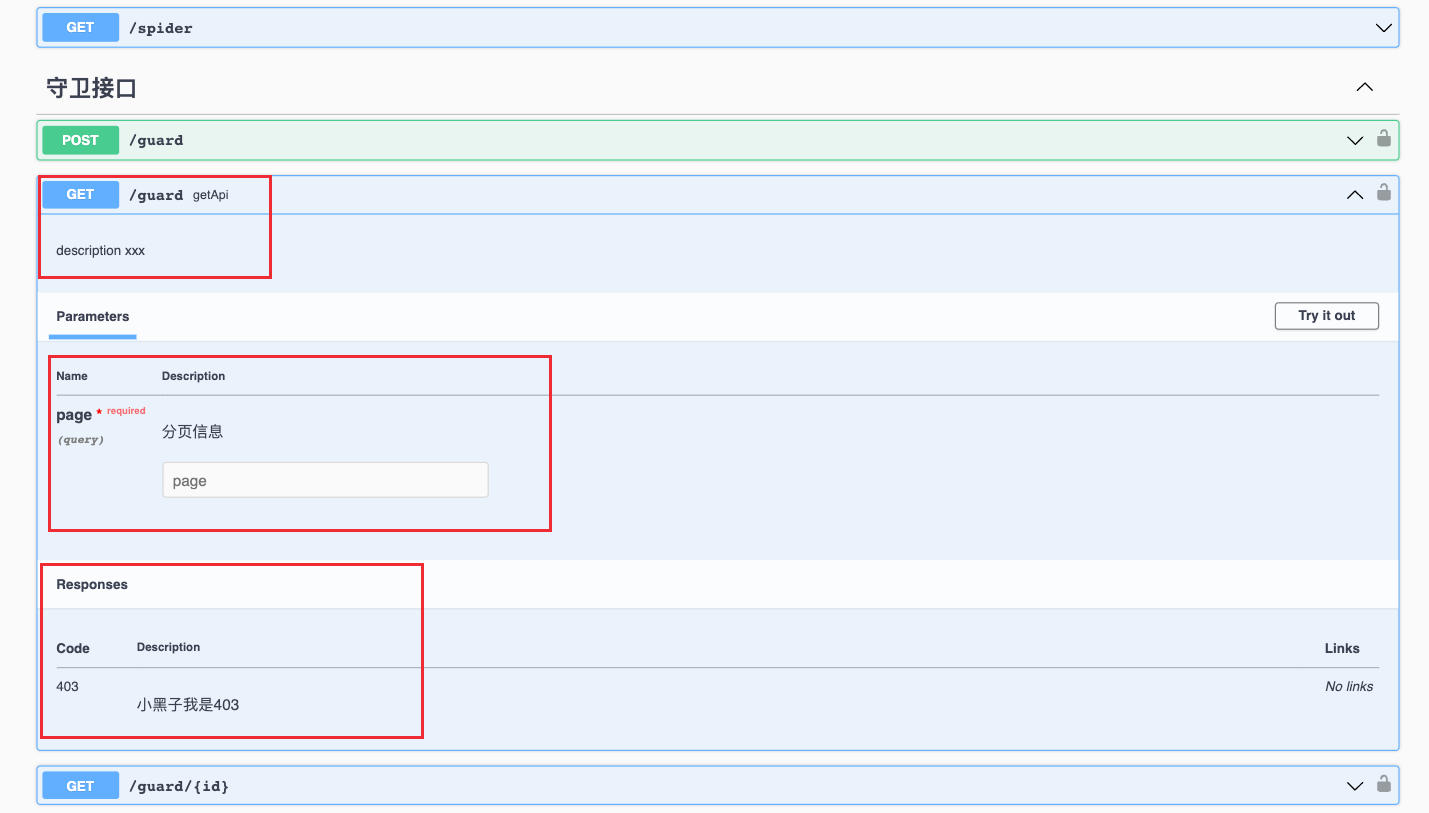 GET /spider
守卫接口
POST /guard
GET /guard getApi
description xxx
Parameters Try it out
Name Description
page * required
(query)
分页信息
page
Responses
Code Description Links
403 No links
小黑子我是403
GET /guard/{id}